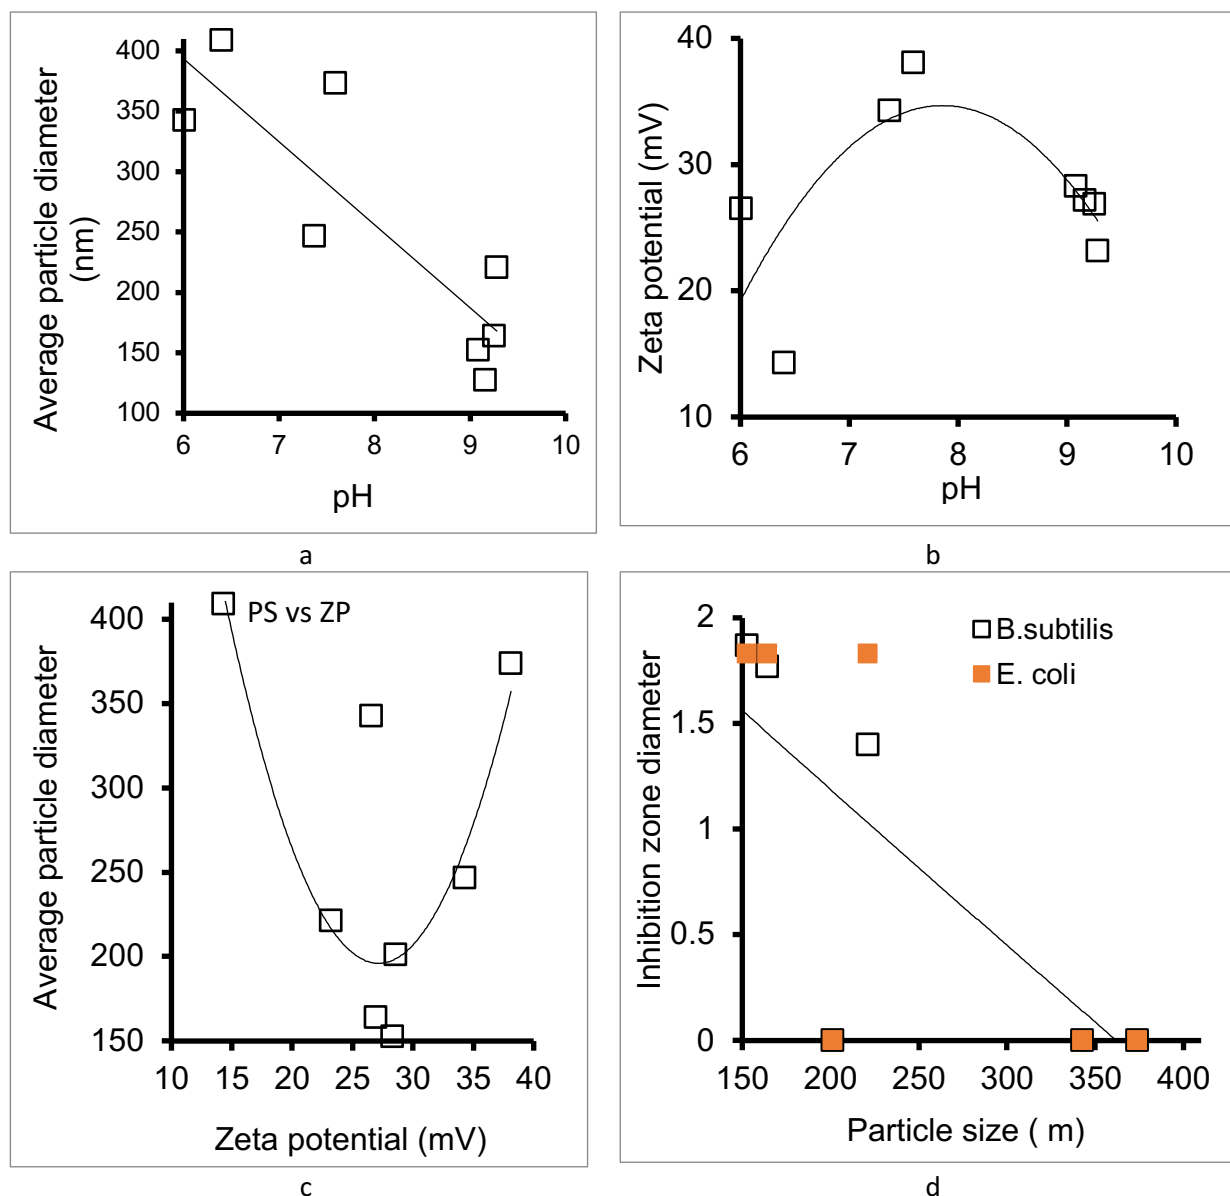 400
350
300
250
200
150
100
6 7 8 9 10
Average particle diameter
(nm)
pH
a
40
30
20
10
6 7 8 9 10
Zeta potential (mV)
pH
b
PS vs ZP
400
350
300
250
200
150
10 15 20 25 30 35 40
Average particle diameter
Zeta potential (mV)
c
B.subtilis
E. coli
2
1.5
1
0.5
0
150 200 250 300 350 400
Inhibition zone diameter
Particle size ( m)
d